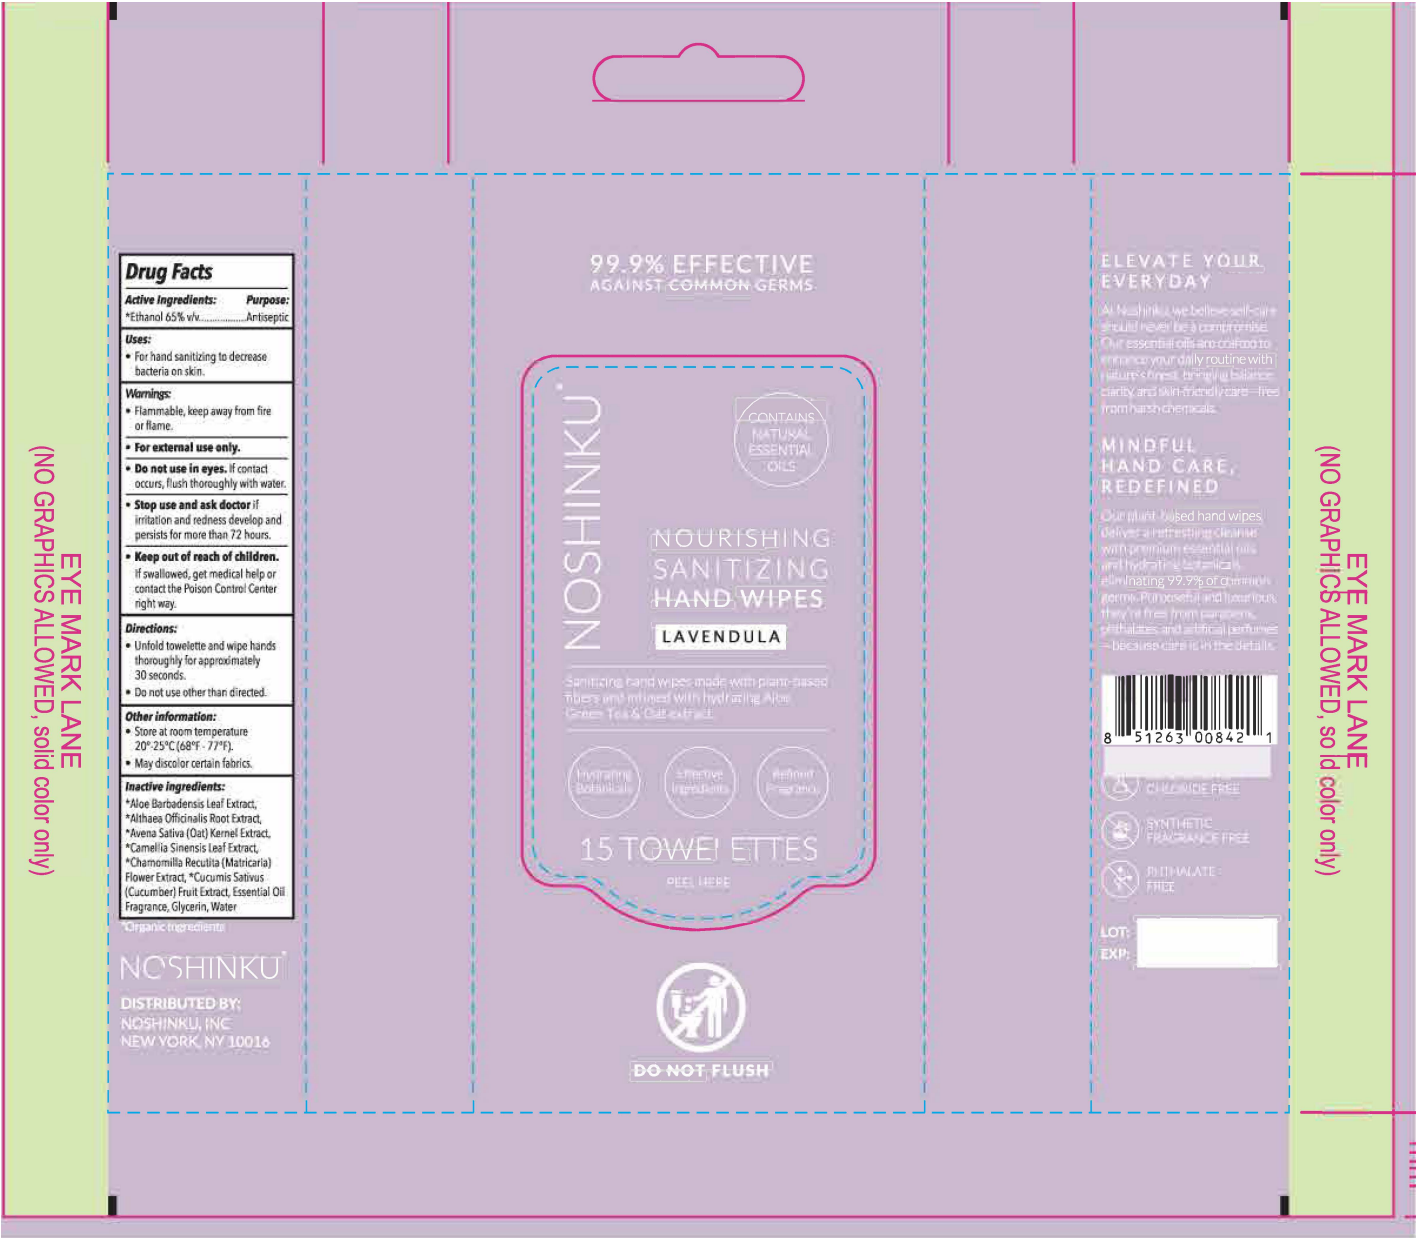 EYE MARK LANE
(NO GRAPHICS ALLOWED, solid color only)
Drug Facts
Active Ingredients: Purpose:
*Ethanol 65% v/v.................Antiseptic
Uses:
• For hand sanitizing to decrease
bacteria on skin.
Warnings:
• Flammable, keep away from fire
or flame.
• For external use only.
• Do not use in eyes. If contact
occurs, flush thoroughly with water.
• Stop use and ask doctor if
irritation and redness develop and
persists for more than 72 hours.
• Keep out of reach of children.
If swallowed, get medical help or
contact the Poison Control Center
right way.
Directions:
• Unfold towelette and wipe hands
thoroughly for approximately
30 seconds.
• Do not use other than directed.
Other information:
• Store at room temperature
20°-25°C (68°F - 77°F).
• May discolor certain fabrics.
Inactive ingredients:
*Aloe Barbadensis Leaf Extract,
*Althaea Officinalis Root Extract,
*Avena Sativa (Oat) Kernel Extract,
*Camellia Sinensis Leaf Extract,
*Chamomilla Recutita (Matricaria)
Flower Extract, *Cucumis Sativus
(Cucumber) Fruit Extract, Essential Oil
Fragrance, Glycerin, Water
*Organic Ingredients
NOSHINKU
DISTRIBUTED BY:
NOSHINKU, INC
NEW YORK, NY 10016
99.9% EFFECTIVE
AGAINST COMMON GERMS
NOSHINKU
CONTAINS
NATURAL
ESSENTIAL
OILS
NOURISHING
SANITIZING
HAND WIPES
LAVENDULA
Sanitizing hand wipes made with plant-based
fibers and infused with hydrating Aloe
Green Tea & Oat extract.
Hydrating
Botanicals
Effective
Ingredients
Refined
Fragrance
15 TOWELETTES
PEEL HERE
DO NOT FLUSH
ELEVATE YOUR
EVERYDAY
At Noshinku, we believe self-care
should never be a compromise.
Our essential oils are crafted to
enhance your daily routine with
nature's finest, bringing balance,
clarity, and skin-friendly care—free
from harsh chemicals.
MINDFUL
HAND CARE,
REDEFINED
Our plant-based hand wipes
deliver a refreshing cleanse
with premium essential oils
and hydrating botanicals,
eliminating 99.9% of common
germs. Purposeful and luxurious,
they're free from parabens,
phthalates, and artificial perfumes
— because care is in the details.
8 51263 00842 1
CHLORIDE FREE
SYNTHETIC
FRAGRANCE FREE
PHTHALATE
FREE
LOT:
EXP:
EYE MARK LANE
(NO GRAPHICS ALLOWED, so id color only)